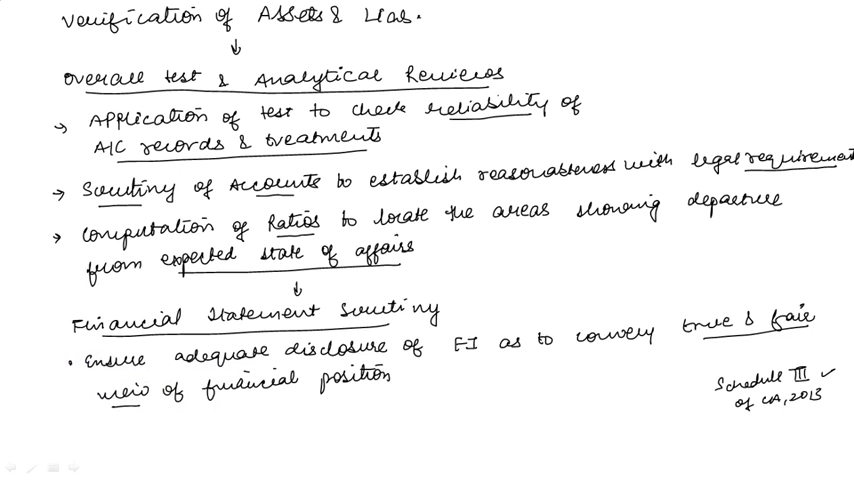 Verification of Assets & Liab.
↓
Overall test & Analytical Reviews
→ Application of test to check reliability of
A/C records & treatments
→ Scrutiny of Accounts to establish reasonableness with legal requirement
→ Computation of Ratios to locate the areas showing departure
from expected state of affairs
↓
Financial Statement Scrutiny
• Ensure adequate disclosure of FI as to convey true & fair
view of financial position
Schedule III ✓
of CA, 2013